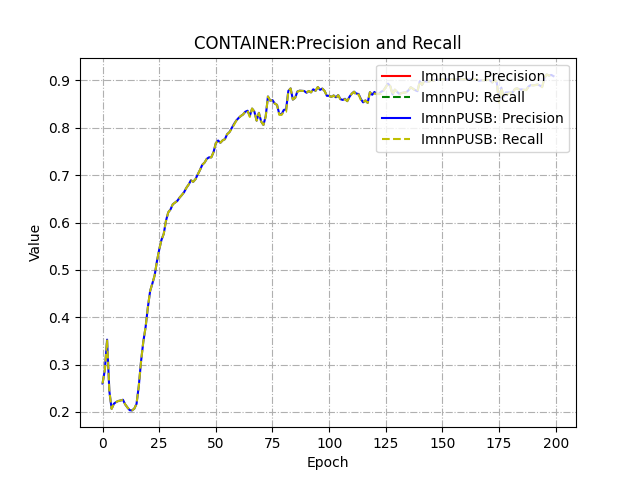 CONTAINER:Precision and Recall
ImnnPU: Precision
ImnnPU: Recall
ImnnPUSB: Precision
ImnnPUSB: Recall
Value
0.9
0.8
0.7
0.6
0.5
0.4
0.3
0.2
0 25 50 75 100 125 150 175 200
Epoch